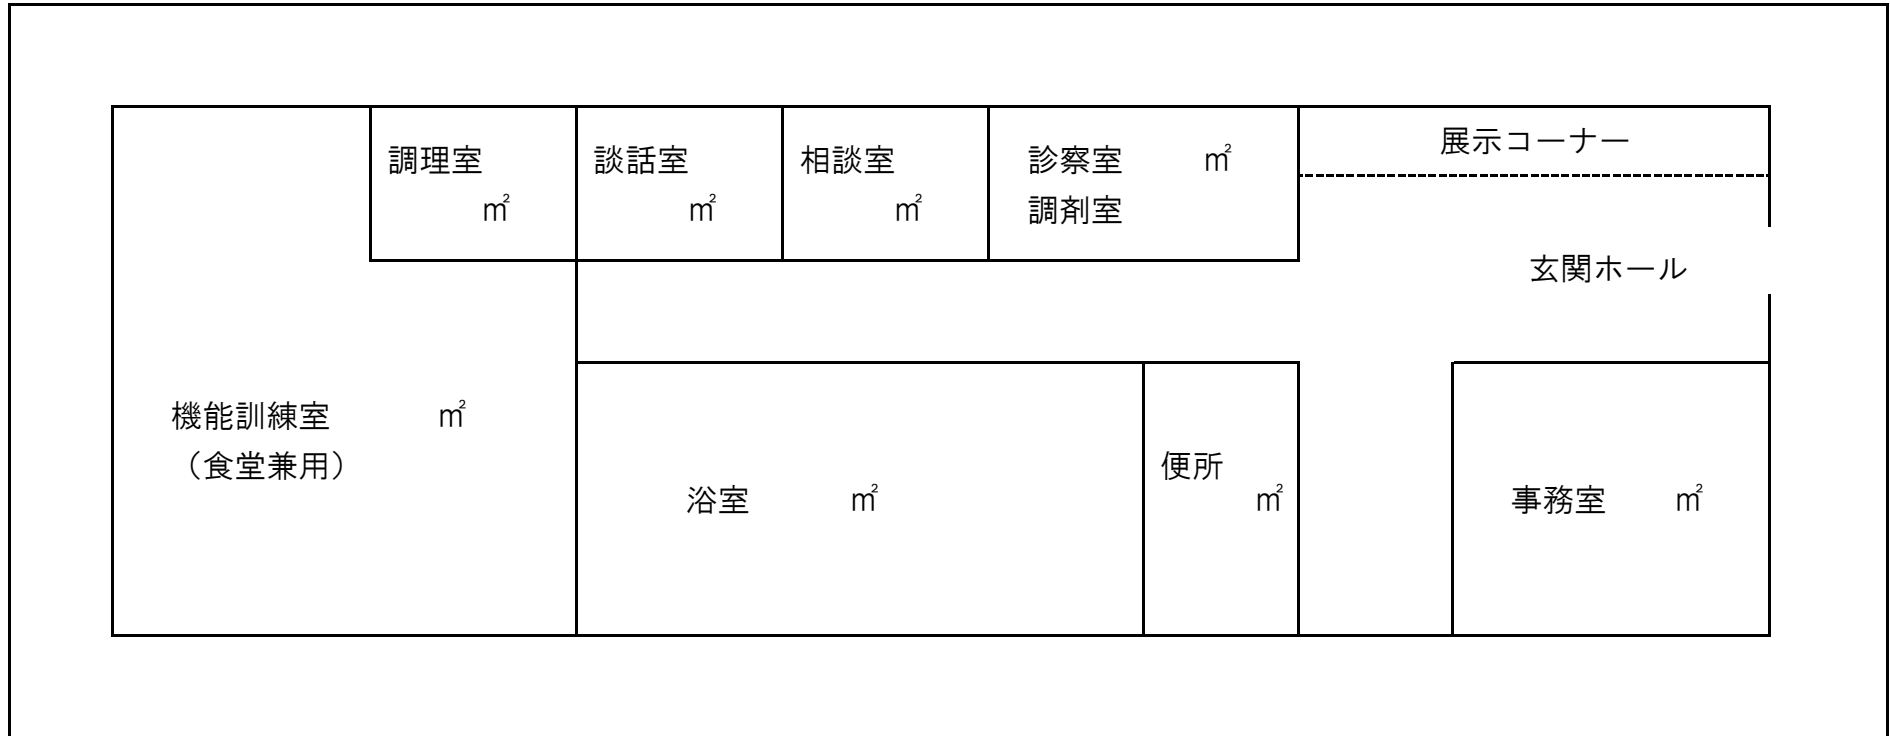 調理室
㎡
談話室
㎡
相談室
㎡
診察室 ㎡
調剤室
展示コーナー
玄関ホール
機能訓練室 ㎡
（食堂兼用）
浴室 ㎡
便所
㎡
事務室 ㎡